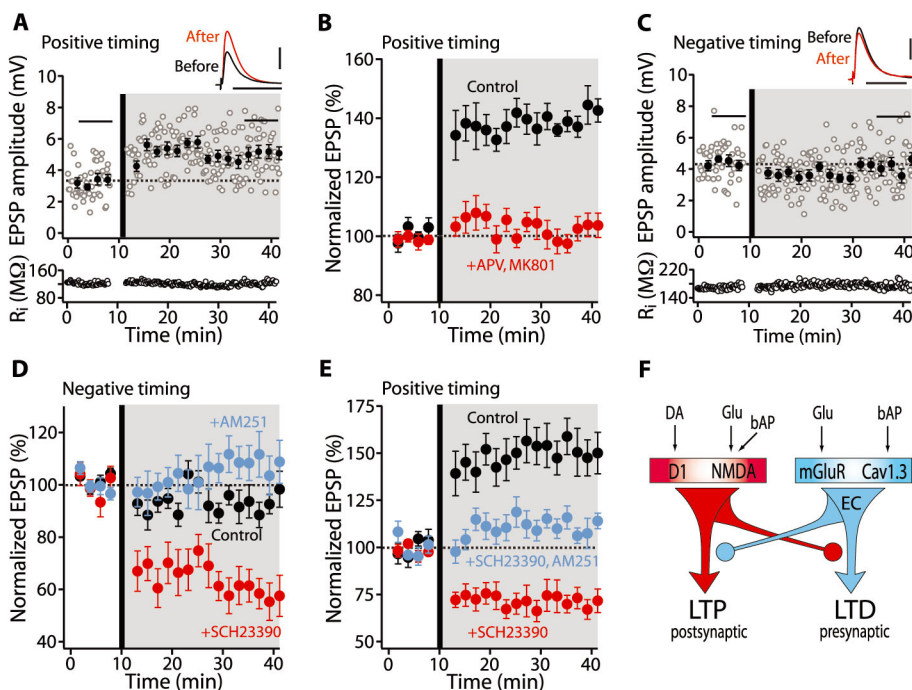 A
Positive timing
After
Before
EPSP amplitude (mV)
10
8
6
4
2
0
Ri (MΩ)
160
80
0 10 20 30 40
Time (min)
B
Positive timing
Normalized EPSP (%)
160
140
120
100
80
Control
+APV, MK801
0 10 20 30 40
Time (min)
C
Negative timing
Before
After
EPSP amplitude (mV)
10
8
6
4
2
0
Ri (MΩ)
220
160
0 10 20 30 40
Time (min)
D
Negative timing
Normalized EPSP (%)
120
100
80
60
40
+AM251
Control
+SCH23390
0 10 20 30 40
Time (min)
E
Positive timing
Normalized EPSP (%)
175
150
125
100
75
50
Control
+SCH23390, AM251
+SCH23390
0 10 20 30 40
Time (min)
F
DA Glu bAP Glu bAP
D1 NMDA mGluR Cav1.3
EC
LTP LTD
postsynaptic presynaptic